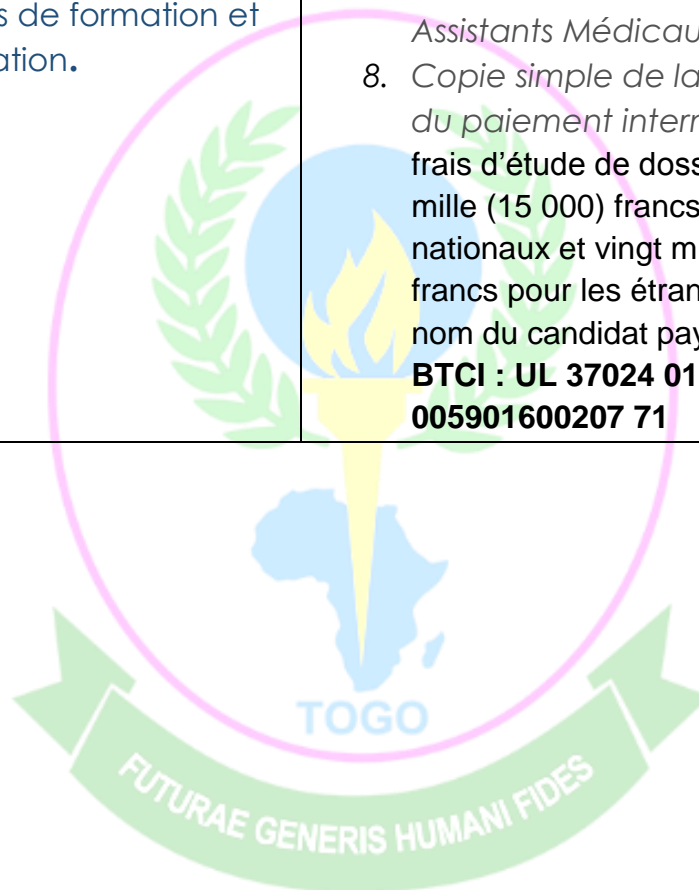 s de formation et
ation.
Assistants Médicau
8. Copie simple de la
du paiement intern
frais d'étude de doss
mille (15 000) francs
nationaux et vingt m
francs pour les étran
nom du candidat pay
BTCI : UL 37024 01
005901600207 71
TOGO
FUTURAE GENERIS HUMANI FIDES